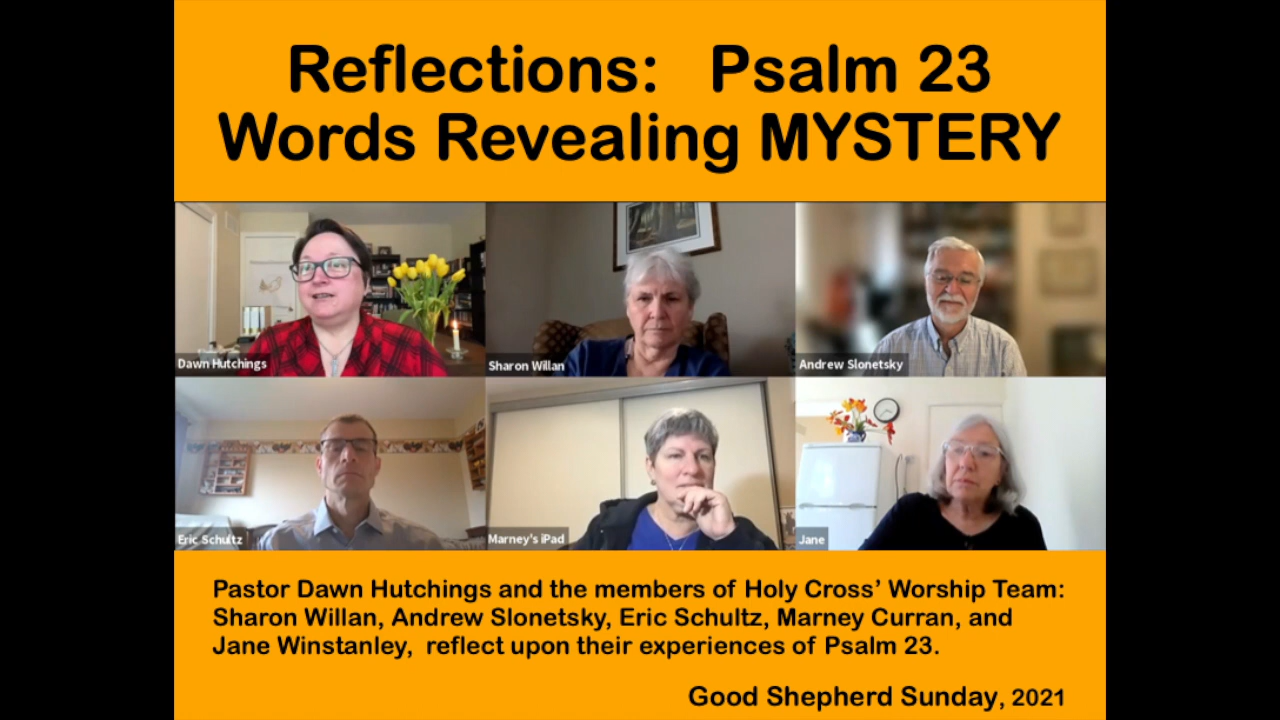 Reflections: Psalm 23
Words Revealing MYSTERY
Dawn Hutchings
Sharon Willan
Andrew Slonetsky
Eric Schultz
Marney's iPad
Jane
Pastor Dawn Hutchings and the members of Holy Cross’ Worship Team:
Sharon Willan, Andrew Slonetsky, Eric Schultz, Marney Curran, and
Jane Winstanley, reflect upon their experiences of Psalm 23.
Good Shepherd Sunday, 2021